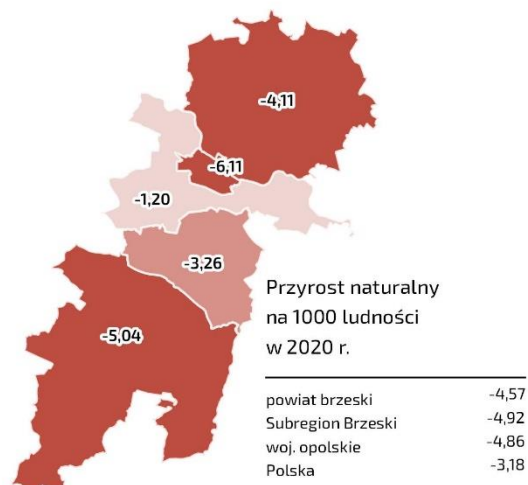 -4,11
-6,11
-1,20
-3,26
-5,04
Przyrost naturalny
na 1000 ludności
w 2020 r.
powiat brzeski -4,57
Subregion Brzeski -4,92
woj. opolskie -4,86
Polska -3,18